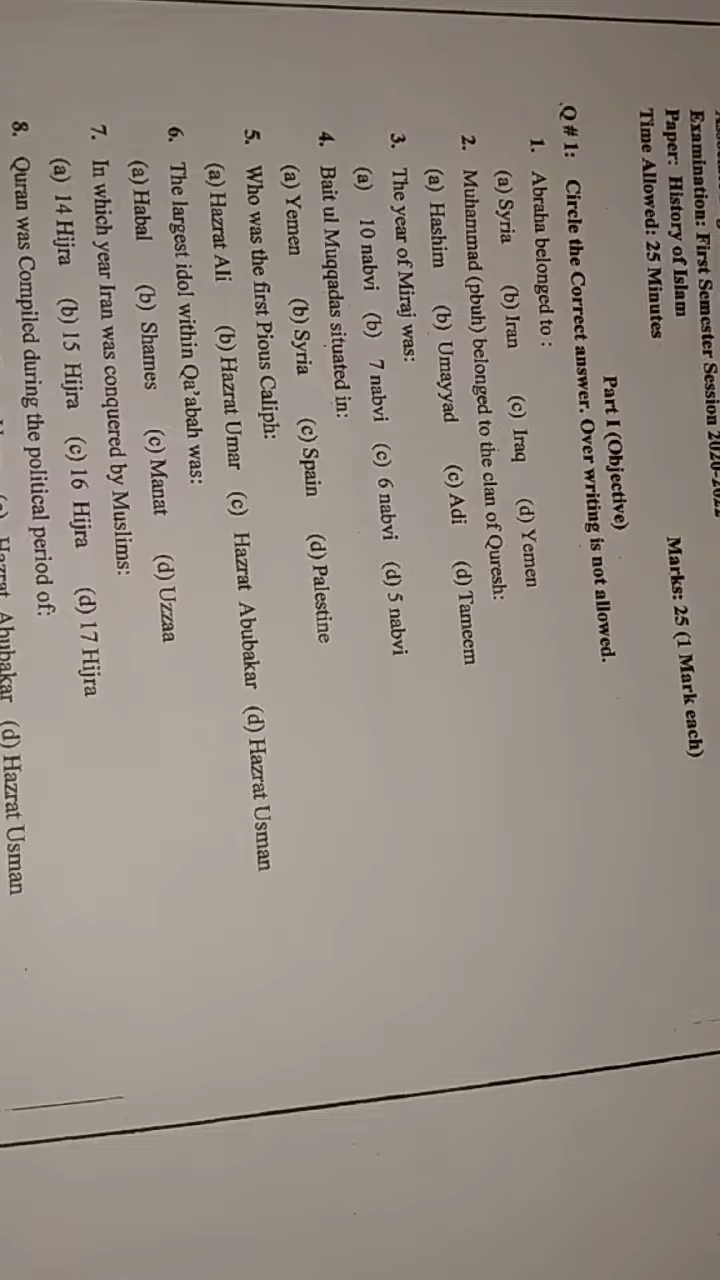 Examination: First Semester Session 2020-2022
Paper: History of Islam
Marks: 25 (1 Mark each)
Time Allowed: 25 Minutes
Part I (Objective)
Q # 1: Circle the Correct answer. Over writing is not allowed.
1. Abraha belonged to :
(a) Syria (b) Iran (c) Iraq (d) Yemen
2. Muhammad (pbuh) belonged to the clan of Quresh:
(a) Hashim (b) Umayyad (c) Adi (d) Tameem
3. The year of Miraj was:
(a) 10 nabvi (b) 7 nabvi (c) 6 nabvi (d) 5 nabvi
4. Bait ul Muqqadas situated in:
(a) Yemen (b) Syria (c) Spain (d) Palestine
5. Who was the first Pious Caliph:
(a) Hazrat Ali (b) Hazrat Umar (c) Hazrat Abubakar (d) Hazrat Usman
6. The largest idol within Qa'abah was:
(a) Habal (b) Shames (c) Manat (d) Uzzaa
7. In which year Iran was conquered by Muslims:
(a) 14 Hijra (b) 15 Hijra (c) 16 Hijra (d) 17 Hijra
8. Quran was Compiled during the political period of:
Hazrat Abubakar (d) Hazrat Usman